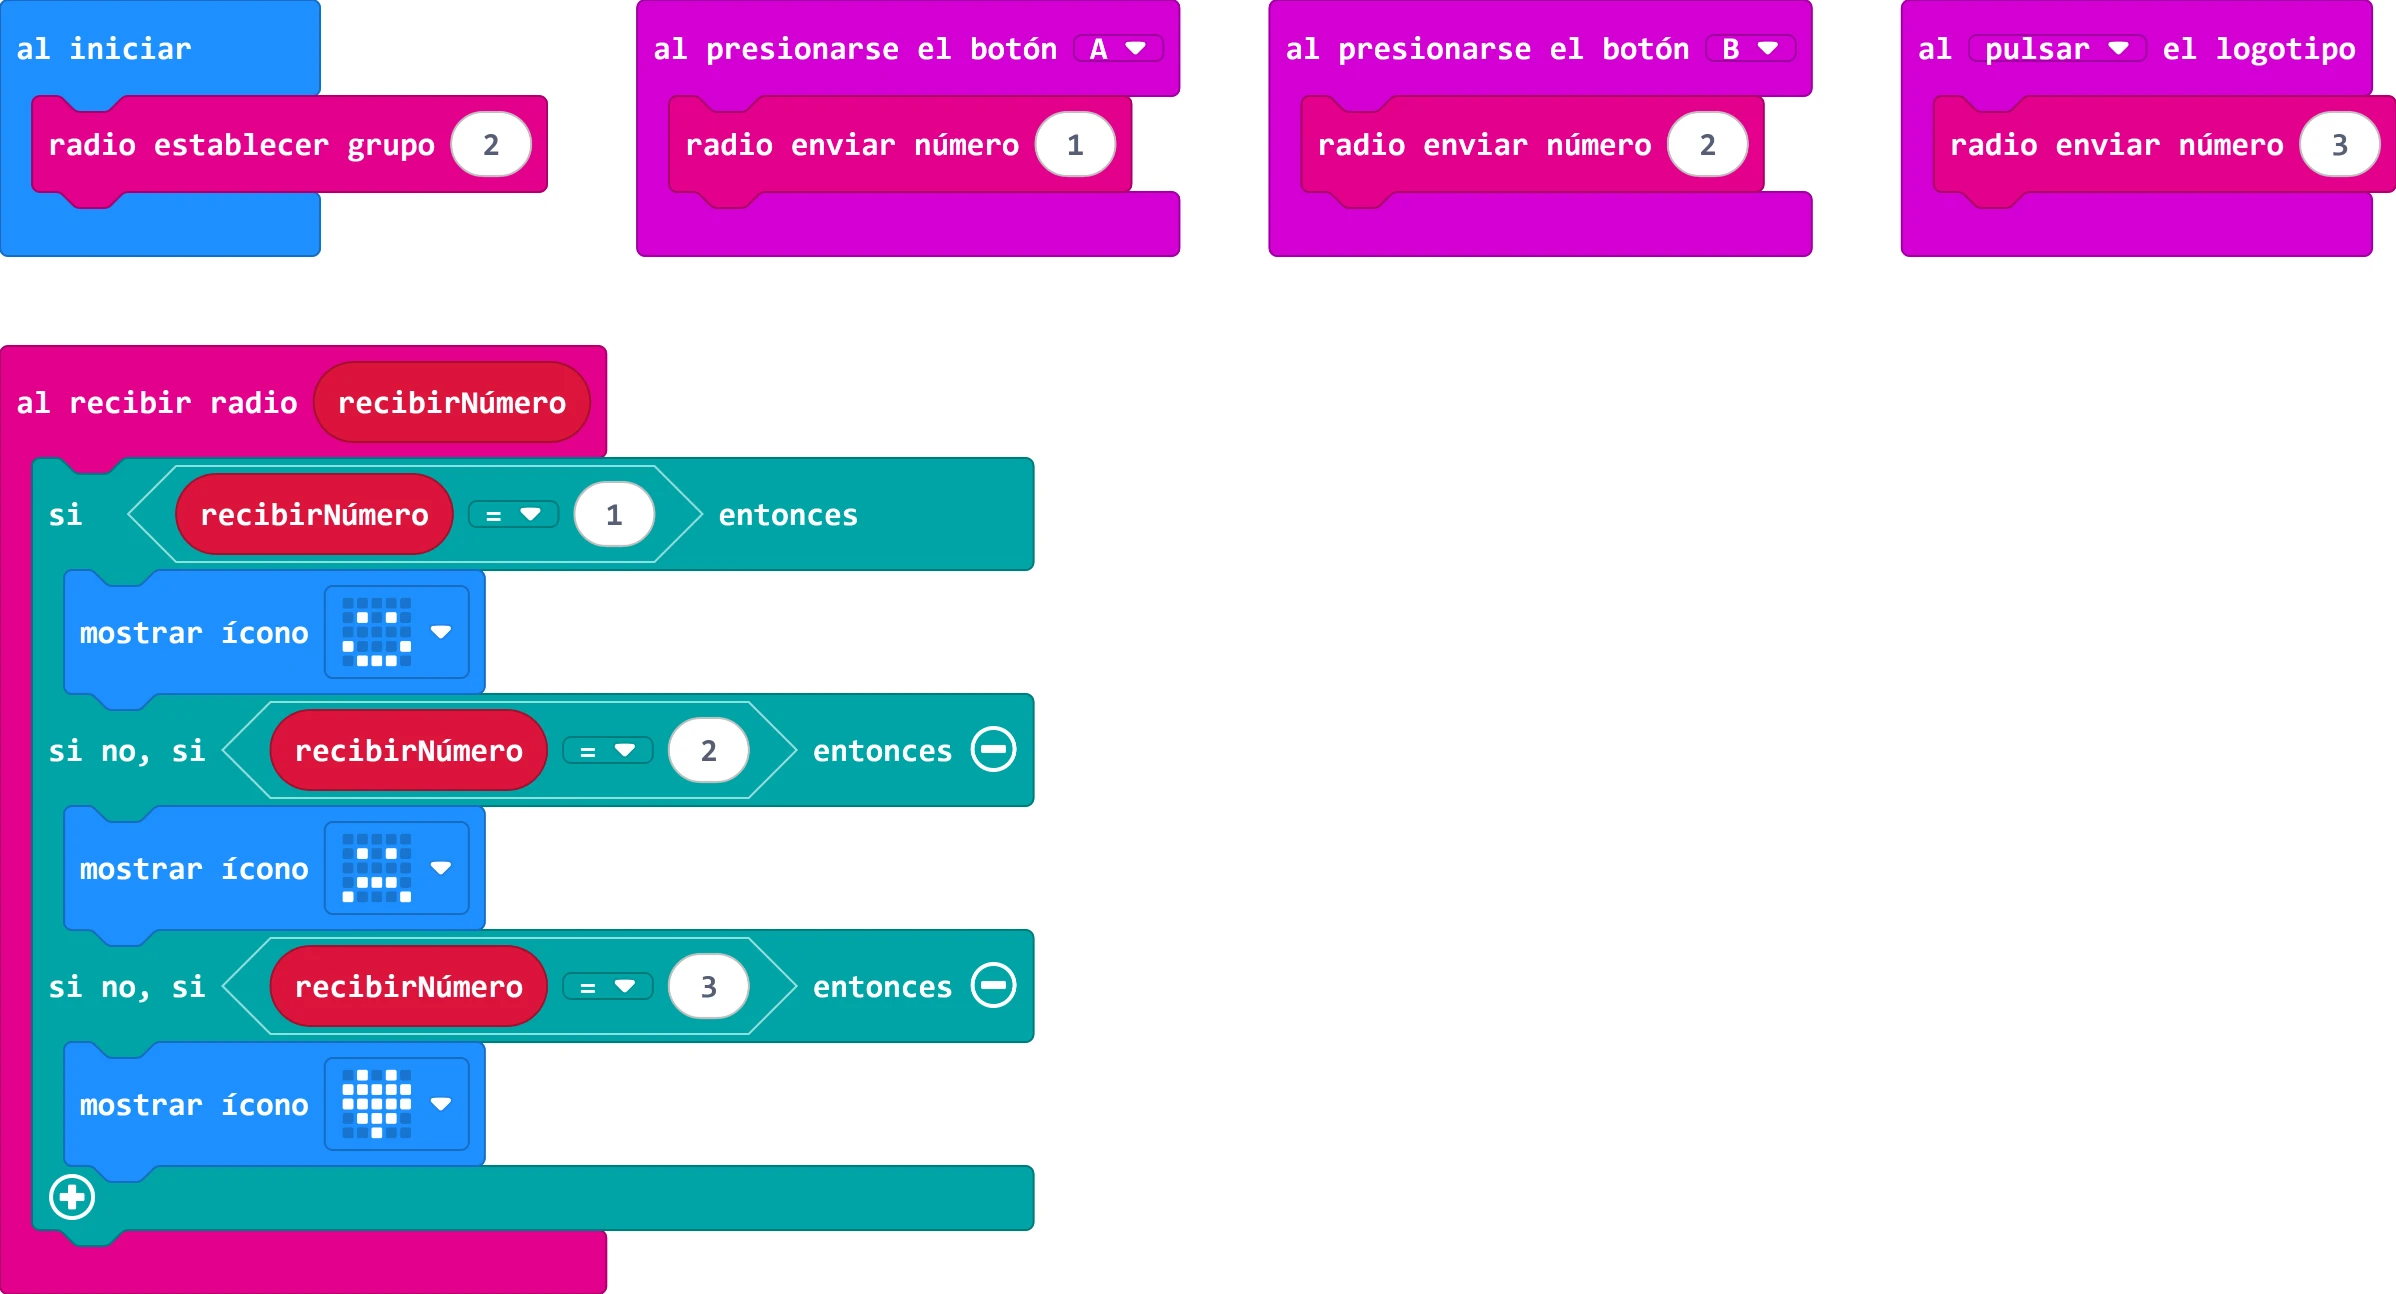 al iniciar
radio establecer grupo 2
al presionarse el botón A
radio enviar número 1
al presionarse el botón B
radio enviar número 2
al pulsar el logotipo
radio enviar número 3
al recibir radio recibirNúmero
si recibirNúmero = 1 entonces
mostrar ícono
si no, si recibirNúmero = 2 entonces
mostrar ícono
si no, si recibirNúmero = 3 entonces
mostrar ícono